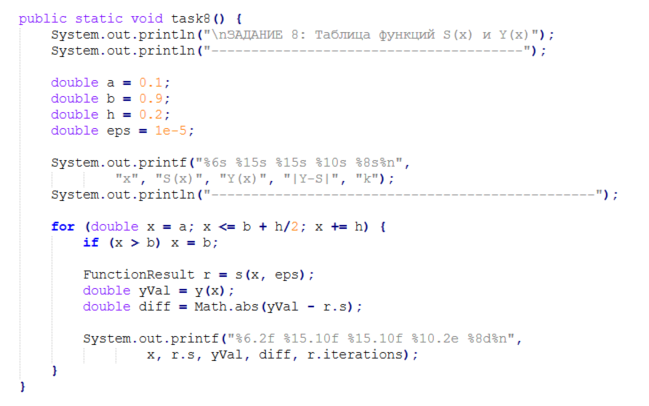 public static void task8() {
    System.out.println("\nЗАДАНИЕ 8: Таблица функций S(x) и Y(x)");
    System.out.println("---------------------------------------");

    double a = 0.1;
    double b = 0.9;
    double h = 0.2;
    double eps = 1e-5;

    System.out.printf("%6s %15s %15s %10s %8s%n",
            "x", "S(x)", "Y(x)", "|Y-S|", "k");
    System.out.println("------------------------------------------------");

    for (double x = a; x <= b + h/2; x += h) {
        if (x > b) x = b;

        FunctionResult r = s(x, eps);
        double yVal = y(x);
        double diff = Math.abs(yVal - r.s);

        System.out.printf("%6.2f %15.10f %15.10f %10.2e %8d%n",
                x, r.s, yVal, diff, r.iterations);
    }
}